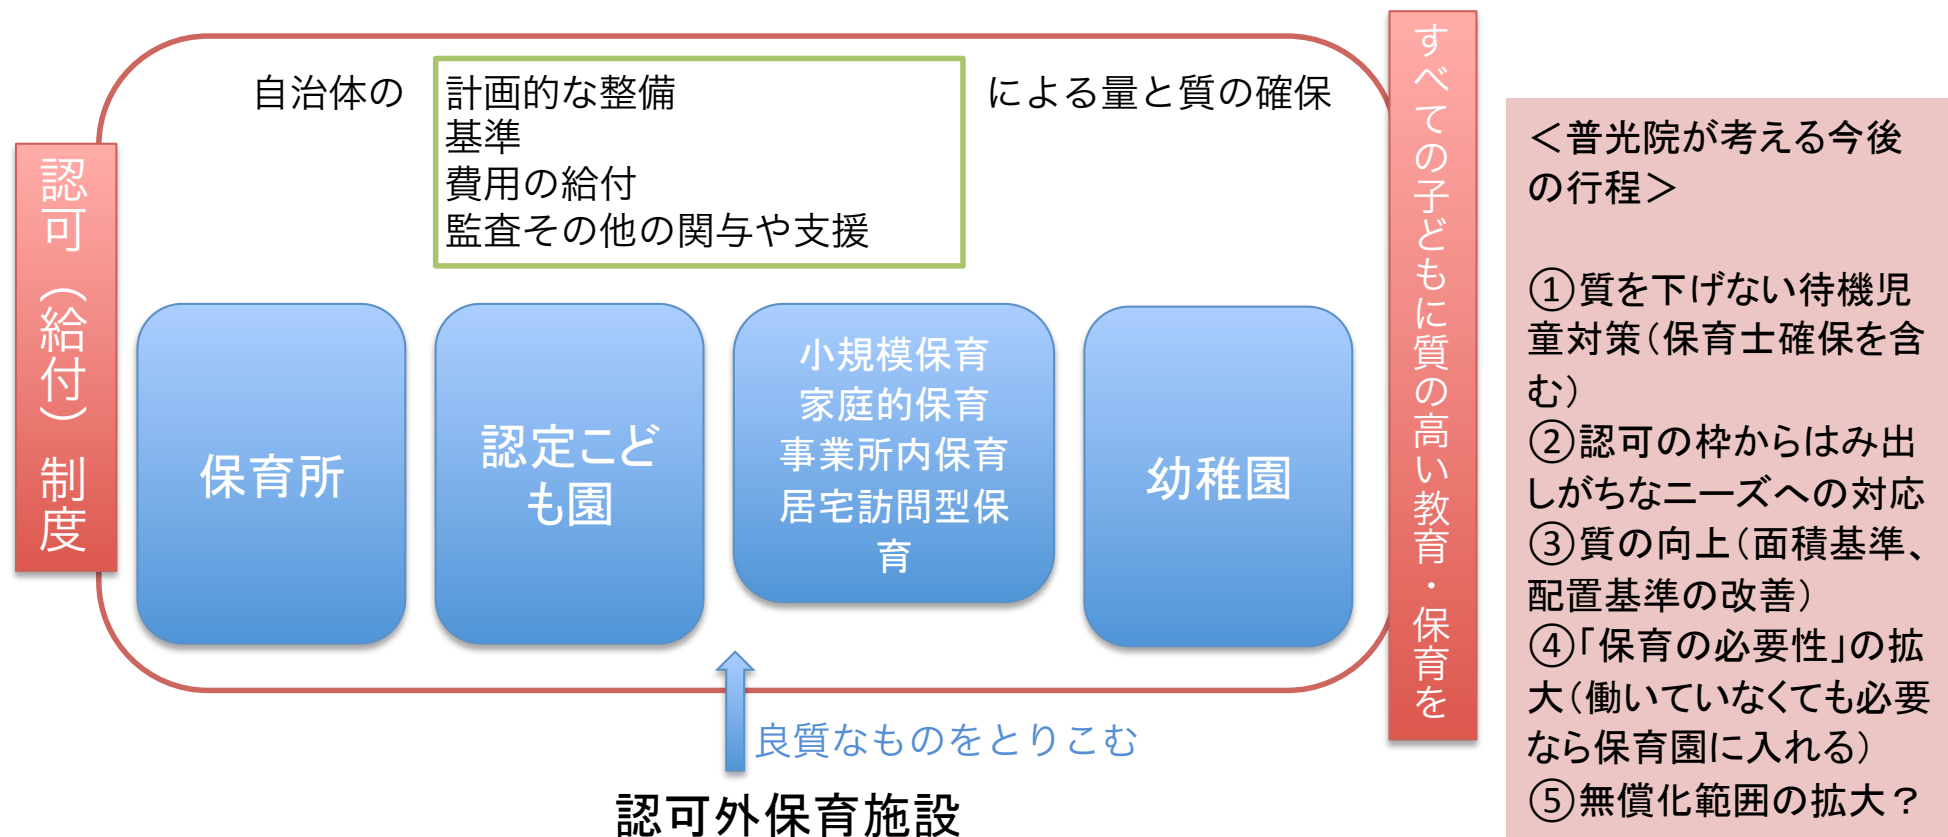 自治体の
計画的な整備
基準
費用の給付
監査その他の関与や支援
による量と質の確保
認可（給付）制度
保育所
認定こど
も園
小規模保育
家庭的保育
事業所内保育
居宅訪問型保
育
幼稚園
すべての子どもに質の高い教育・保育を
良質なものをとりこむ
認可外保育施設
＜普光院が考える今後
の行程＞
①質を下げない待機児
童対策（保育士確保を含
む）
②認可の枠からはみ出
しがちなニーズへの対応
③質の向上（面積基準、
配置基準の改善）
④「保育の必要性」の拡
大（働いていなくても必要
なら保育園に入れる）
⑤無償化範囲の拡大？